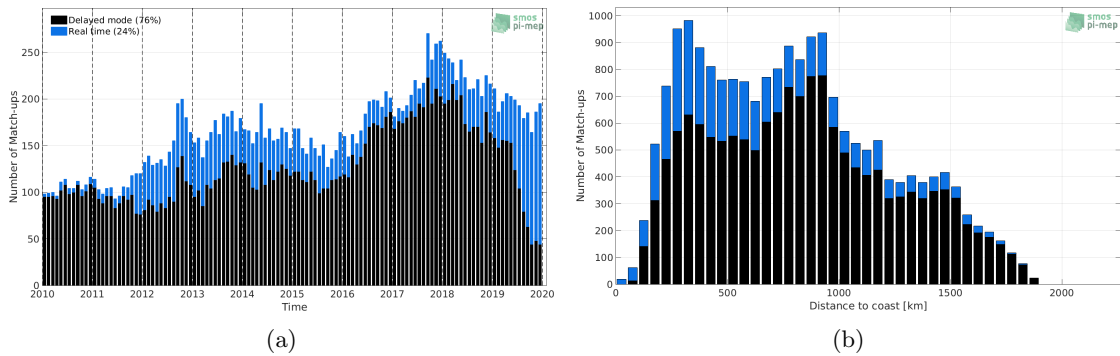 Delayed mode (76%)
Real time (24%)
smos
pi-mep
Number of Match-ups
250
200
150
100
50
0
2010 2011 2012 2013 2014 2015 2016 2017 2018 2019 2020
Time
(a)
smos
pi-mep
Number of Match-ups
1000
900
800
700
600
500
400
300
200
100
0
0 500 1000 1500 2000
Distance to coast [km]
(b)